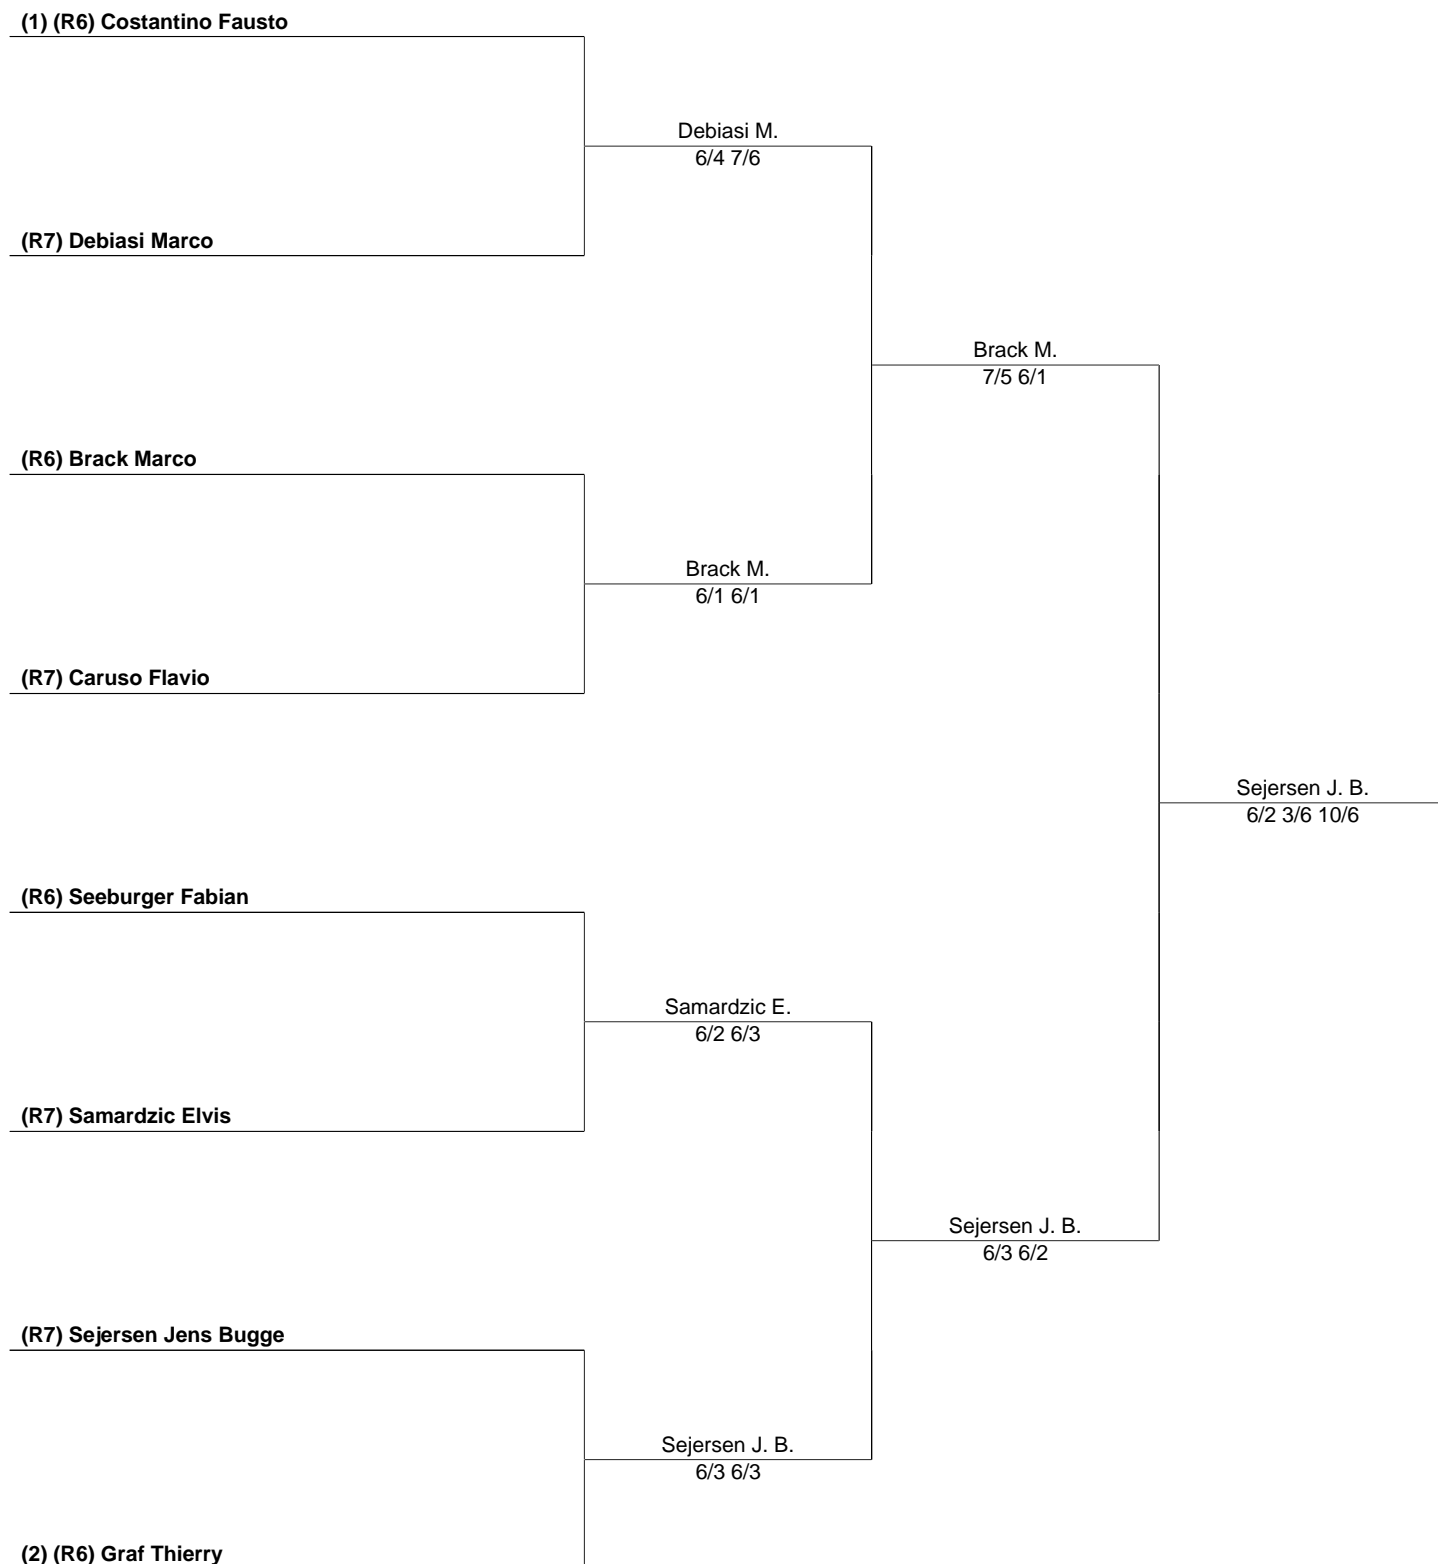 (1) (R6) Costantino Fausto
Debiasi M.
6/4 7/6
(R7) Debiasi Marco
Brack M.
7/5 6/1
(R6) Brack Marco
Brack M.
6/1 6/1
(R7) Caruso Flavio
Sejersen J. B.
6/2 3/6 10/6
(R6) Seeburger Fabian
Samardzic E.
6/2 6/3
(R7) Samardzic Elvis
Sejersen J. B.
6/3 6/2
(R7) Sejersen Jens Bugge
Sejersen J. B.
6/3 6/3
(2) (R6) Graf Thierry